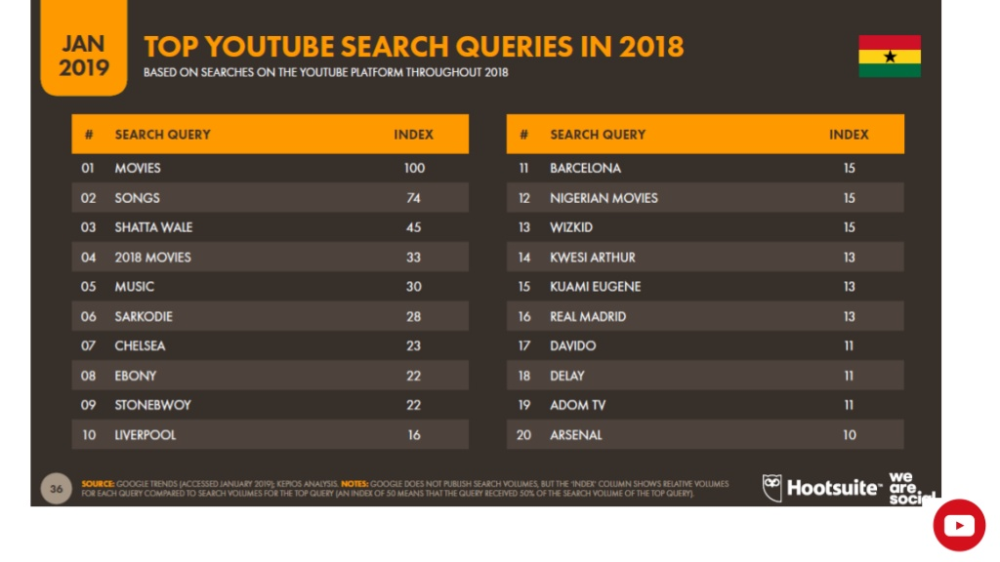 JAN
2019
TOP YOUTUBE SEARCH QUERIES IN 2018
BASED ON SEARCHES ON THE YOUTUBE PLATFORM THROUGHOUT 2018
# SEARCH QUERY INDEX
01 MOVIES 100
02 SONGS 74
03 SHATTA WALE 45
04 2018 MOVIES 33
05 MUSIC 30
06 SARKODIE 28
07 CHELSEA 23
08 EBONY 22
09 STONEBWOY 22
10 LIVERPOOL 16
# SEARCH QUERY INDEX
11 BARCELONA 15
12 NIGERIAN MOVIES 15
13 WIZKID 15
14 KWESI ARTHUR 13
15 KUAMI EUGENE 13
16 REAL MADRID 13
17 DAVIDO 11
18 DELAY 11
19 ADOM TV 11
20 ARSENAL 10
36
SOURCE: GOOGLE TRENDS (ACCESSED JANUARY 2019); KEPIOS ANALYSIS. NOTES: GOOGLE DOES NOT PUBLISH SEARCH VOLUMES, BUT THE 'INDEX' COLUMN SHOWS RELATIVE VOLUMES
FOR EACH QUERY COMPARED TO SEARCH VOLUMES FOR THE TOP QUERY (AN INDEX OF 50 MEANS THAT THE QUERY RECEIVED 50% OF THE SEARCH VOLUME OF THE TOP QUERY).
Hootsuite™
we
are.
social